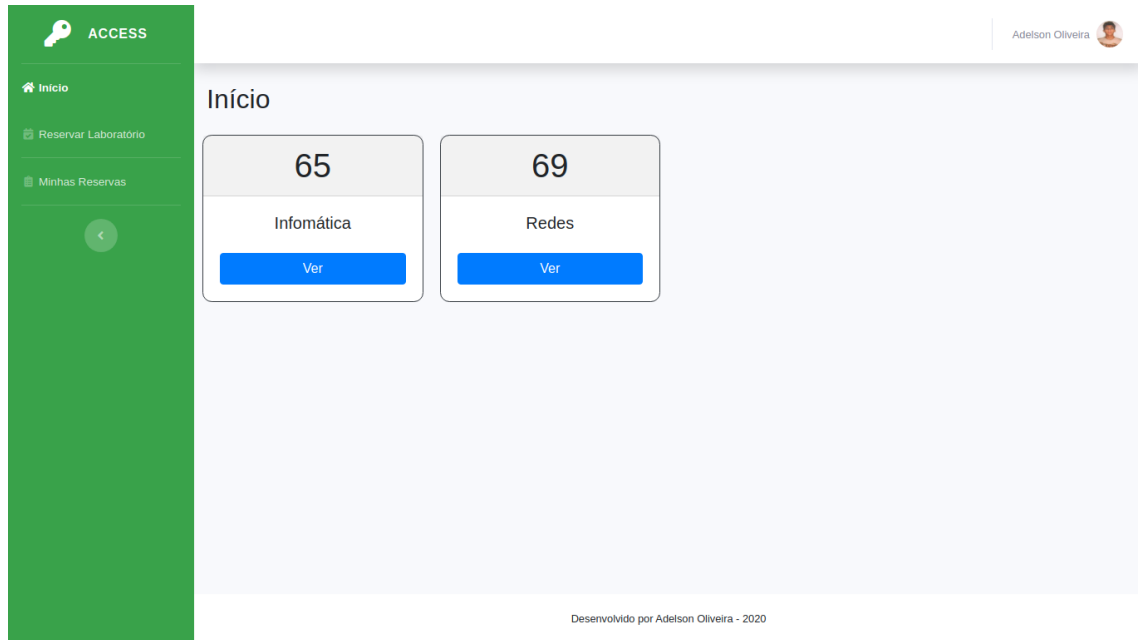 ACCESS
Adelson Oliveira
Início
Reservar Laboratório
Minhas Reservas
Início
65
Infomática
Ver
69
Redes
Ver
Desenvolvido por Adelson Oliveira - 2020